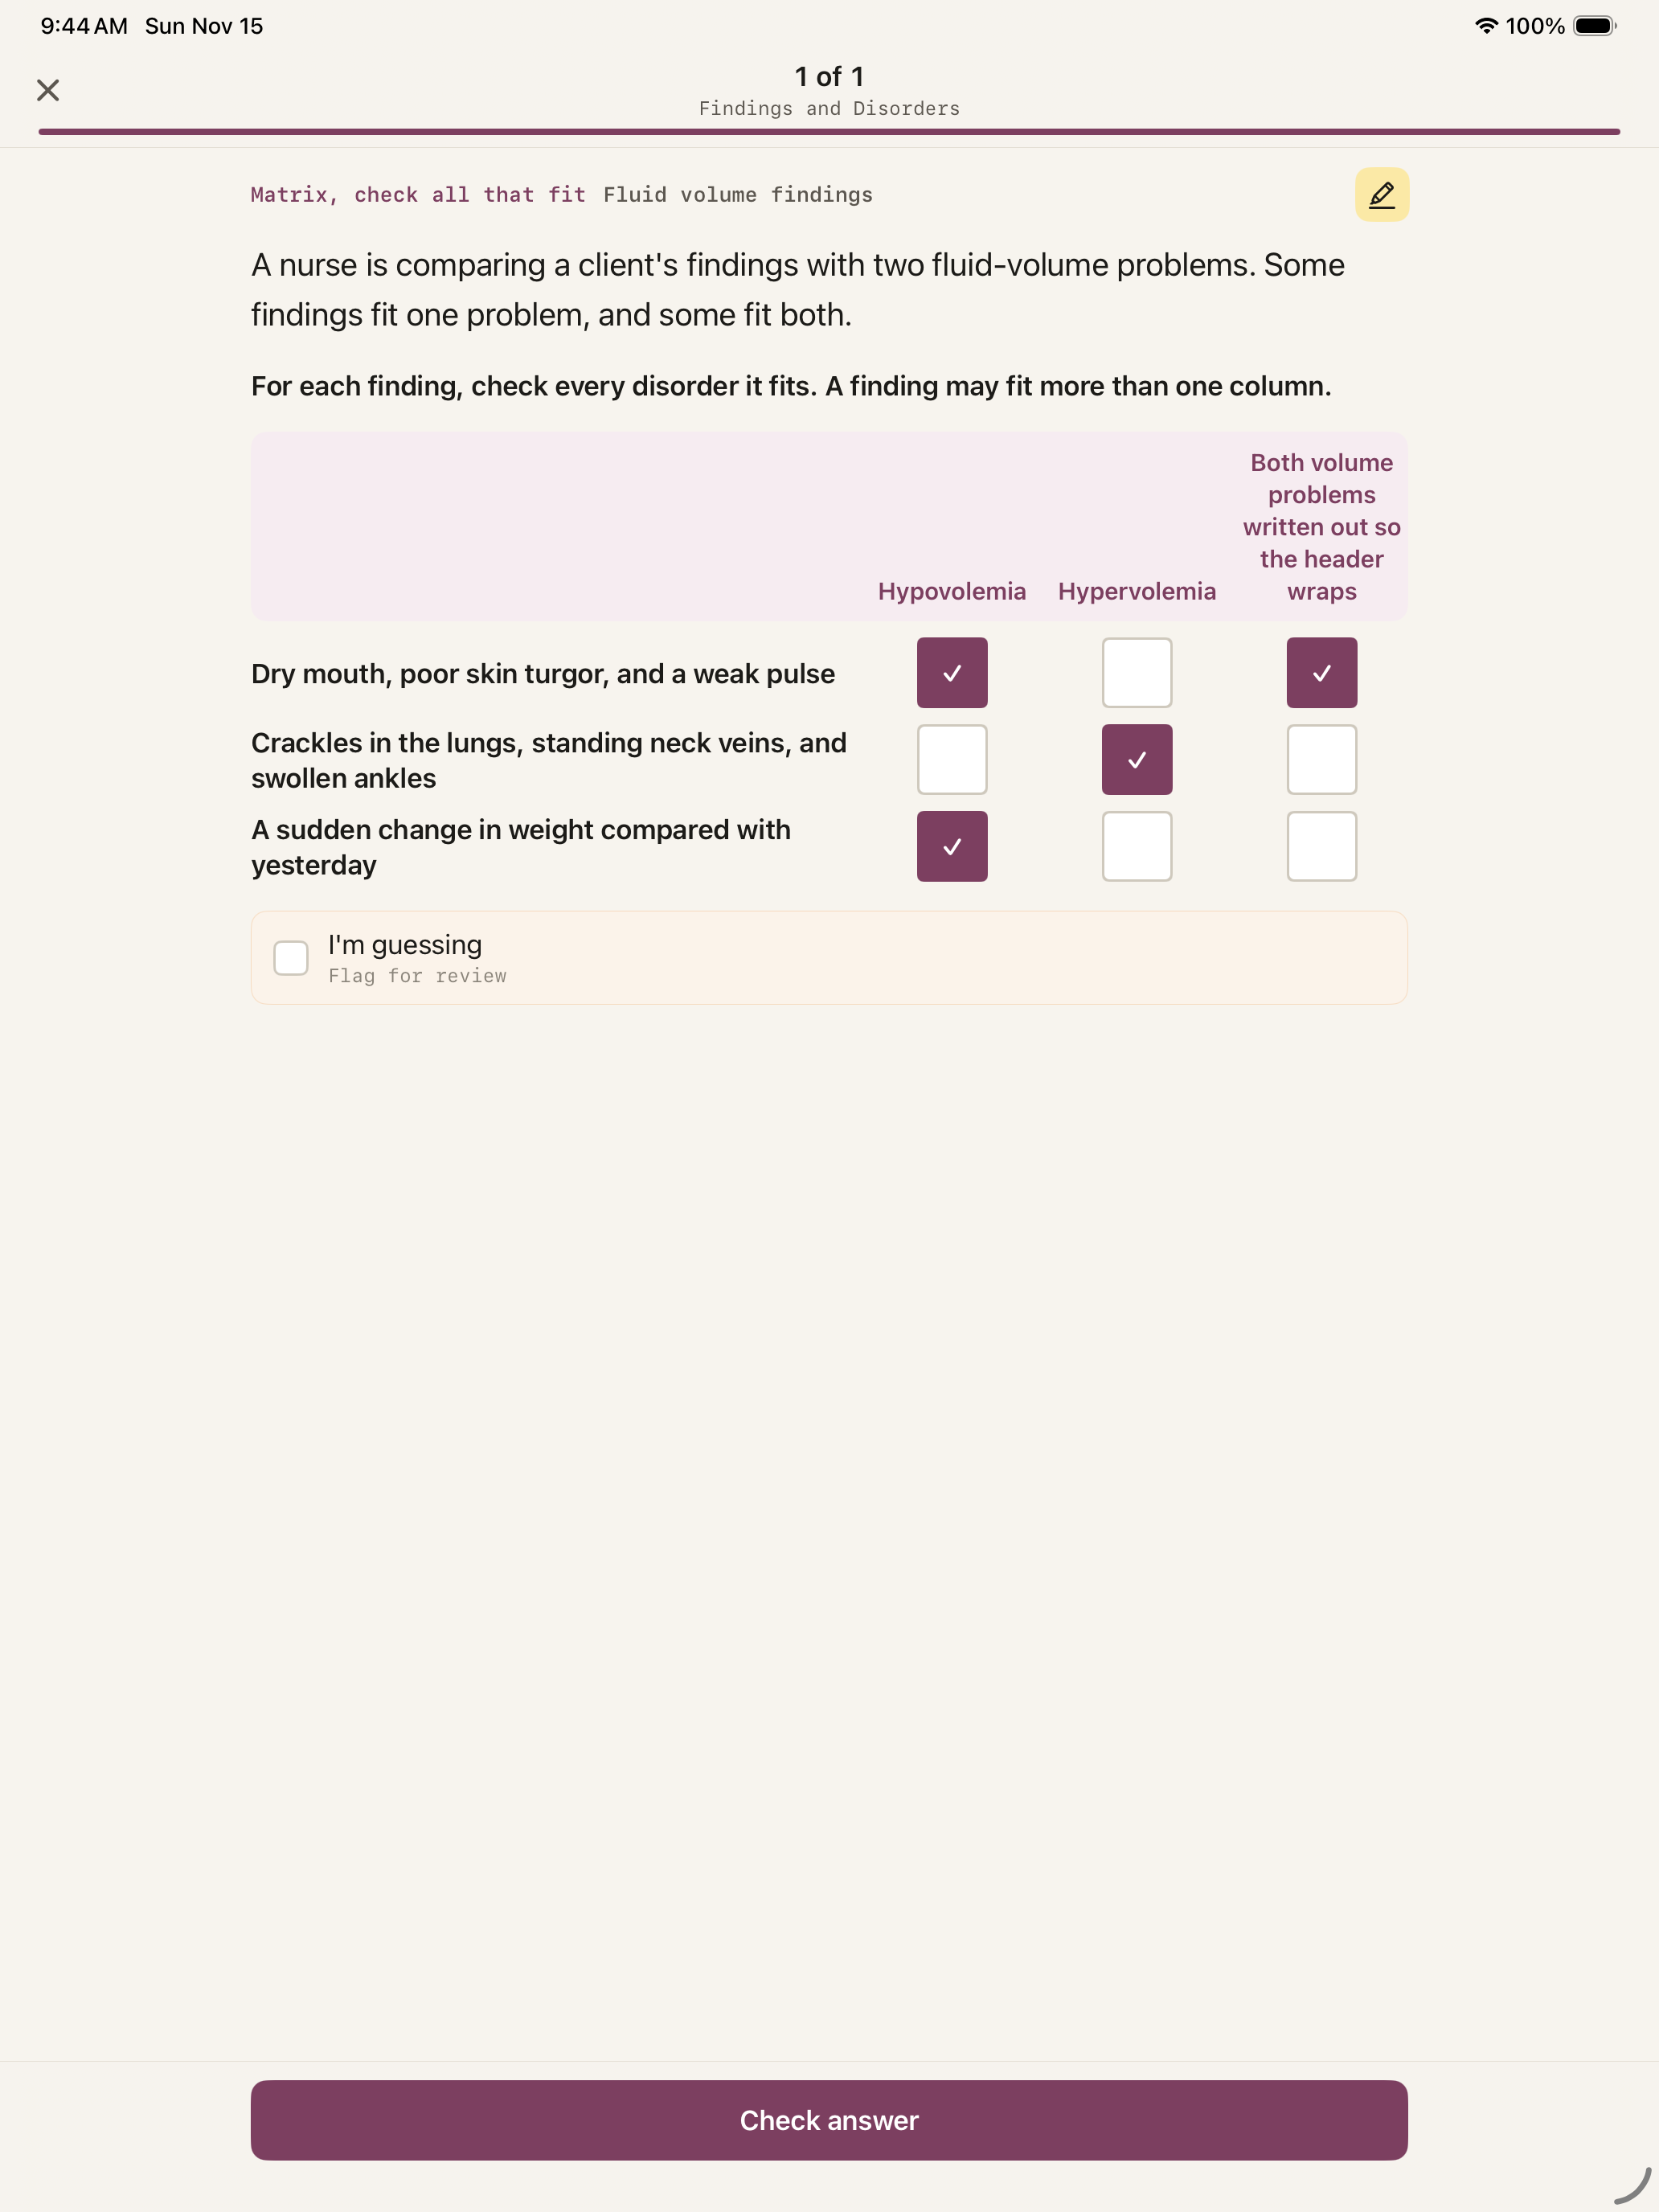 9:44 AM Sun Nov 15
100%
1 of 1
Findings and Disorders
Matrix, check all that fit Fluid volume findings
A nurse is comparing a client's findings with two fluid-volume problems. Some
findings fit one problem, and some fit both.
For each finding, check every disorder it fits. A finding may fit more than one column.
Hypovolemia
Hypervolemia
Both volume
problems
written out so
the header
wraps
Dry mouth, poor skin turgor, and a weak pulse
Crackles in the lungs, standing neck veins, and
swollen ankles
A sudden change in weight compared with
yesterday
I'm guessing
Flag for review
Check answer